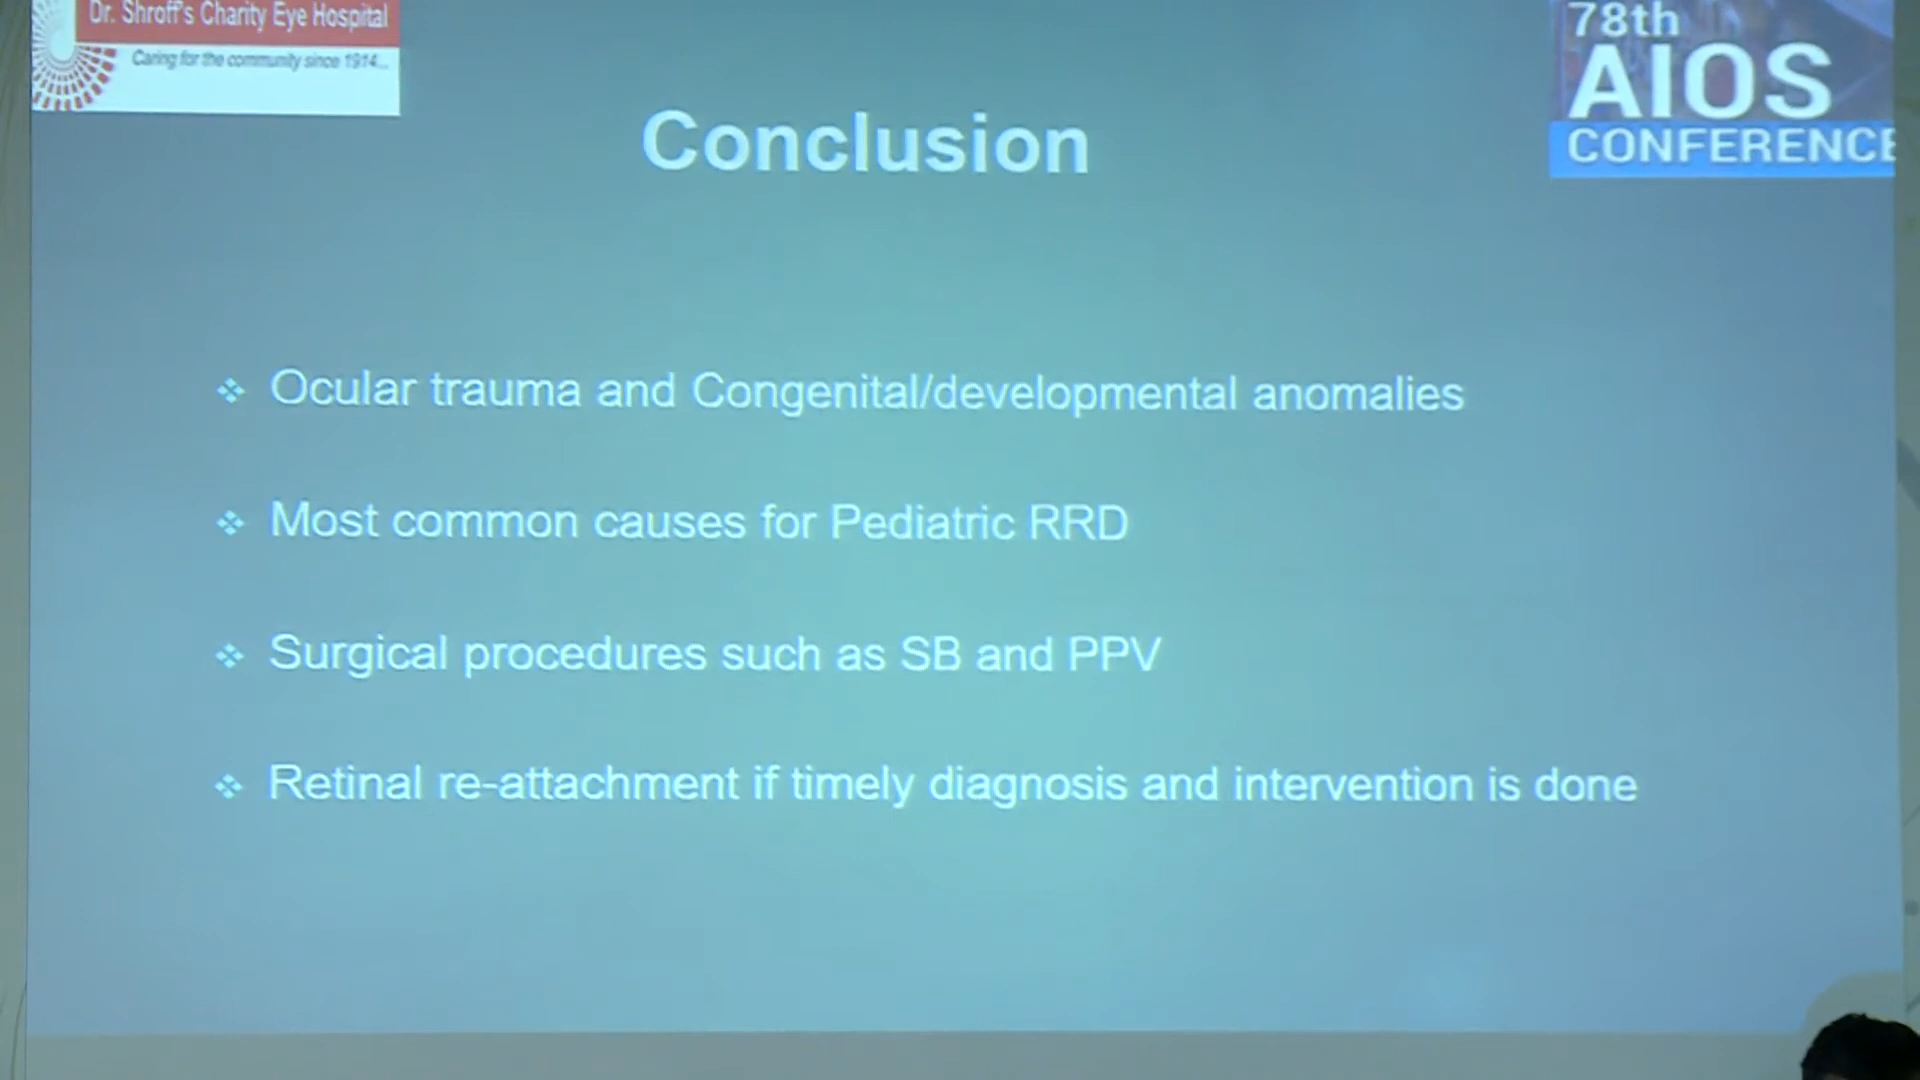 Dr. Shroff's Charity Eye Hospital
Caring for the community since 1914...
78th
AIOS
CONFERENCE
Conclusion
Ocular trauma and Congenital/developmental anomalies
Most common causes for Pediatric RRD
Surgical procedures such as SB and PPV
Retinal re-attachment if timely diagnosis and intervention is done